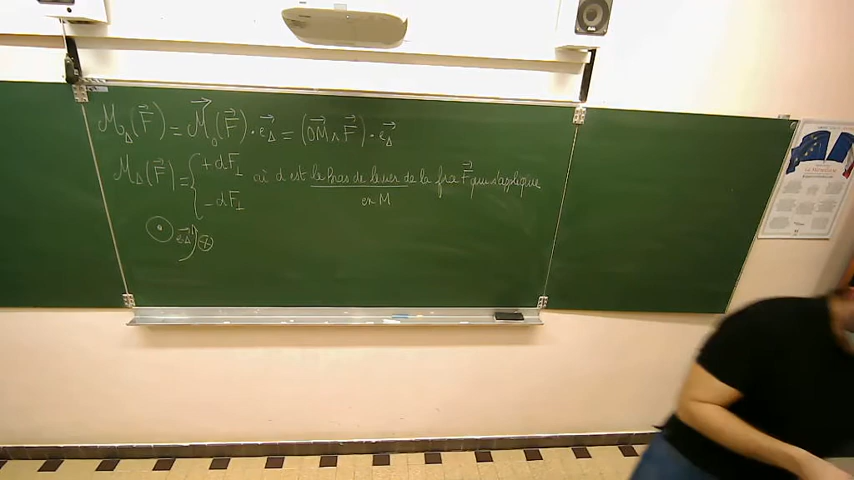 M_Δ(F⃗) = M⃗_o(F⃗)·e⃗_Δ = (OM⃗ ∧ F⃗)·e⃗_Δ
M_Δ(F⃗) = { +dF_⊥ où d est le bras de levier de la fra F⃗ qui s'applique
-dF_⊥ en M
e⃗_Δ ⊕